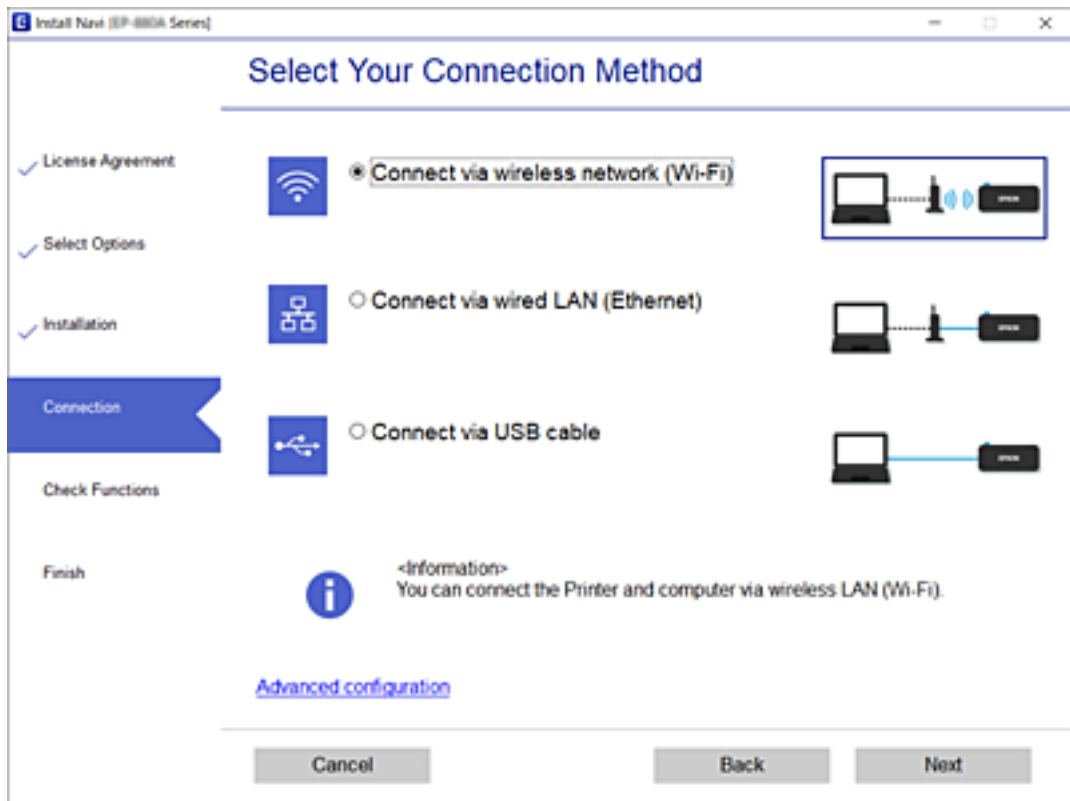 Install Navi [EP-880A Series]
Select Your Connection Method
License Agreement
Select Options
Installation
Connection
Check Functions
Finish
Connect via wireless network (Wi-Fi)
Connect via wired LAN (Ethernet)
Connect via USB cable
<Information>
You can connect the Printer and computer via wireless LAN (Wi-Fi).
Advanced configuration
Cancel
Back
Next